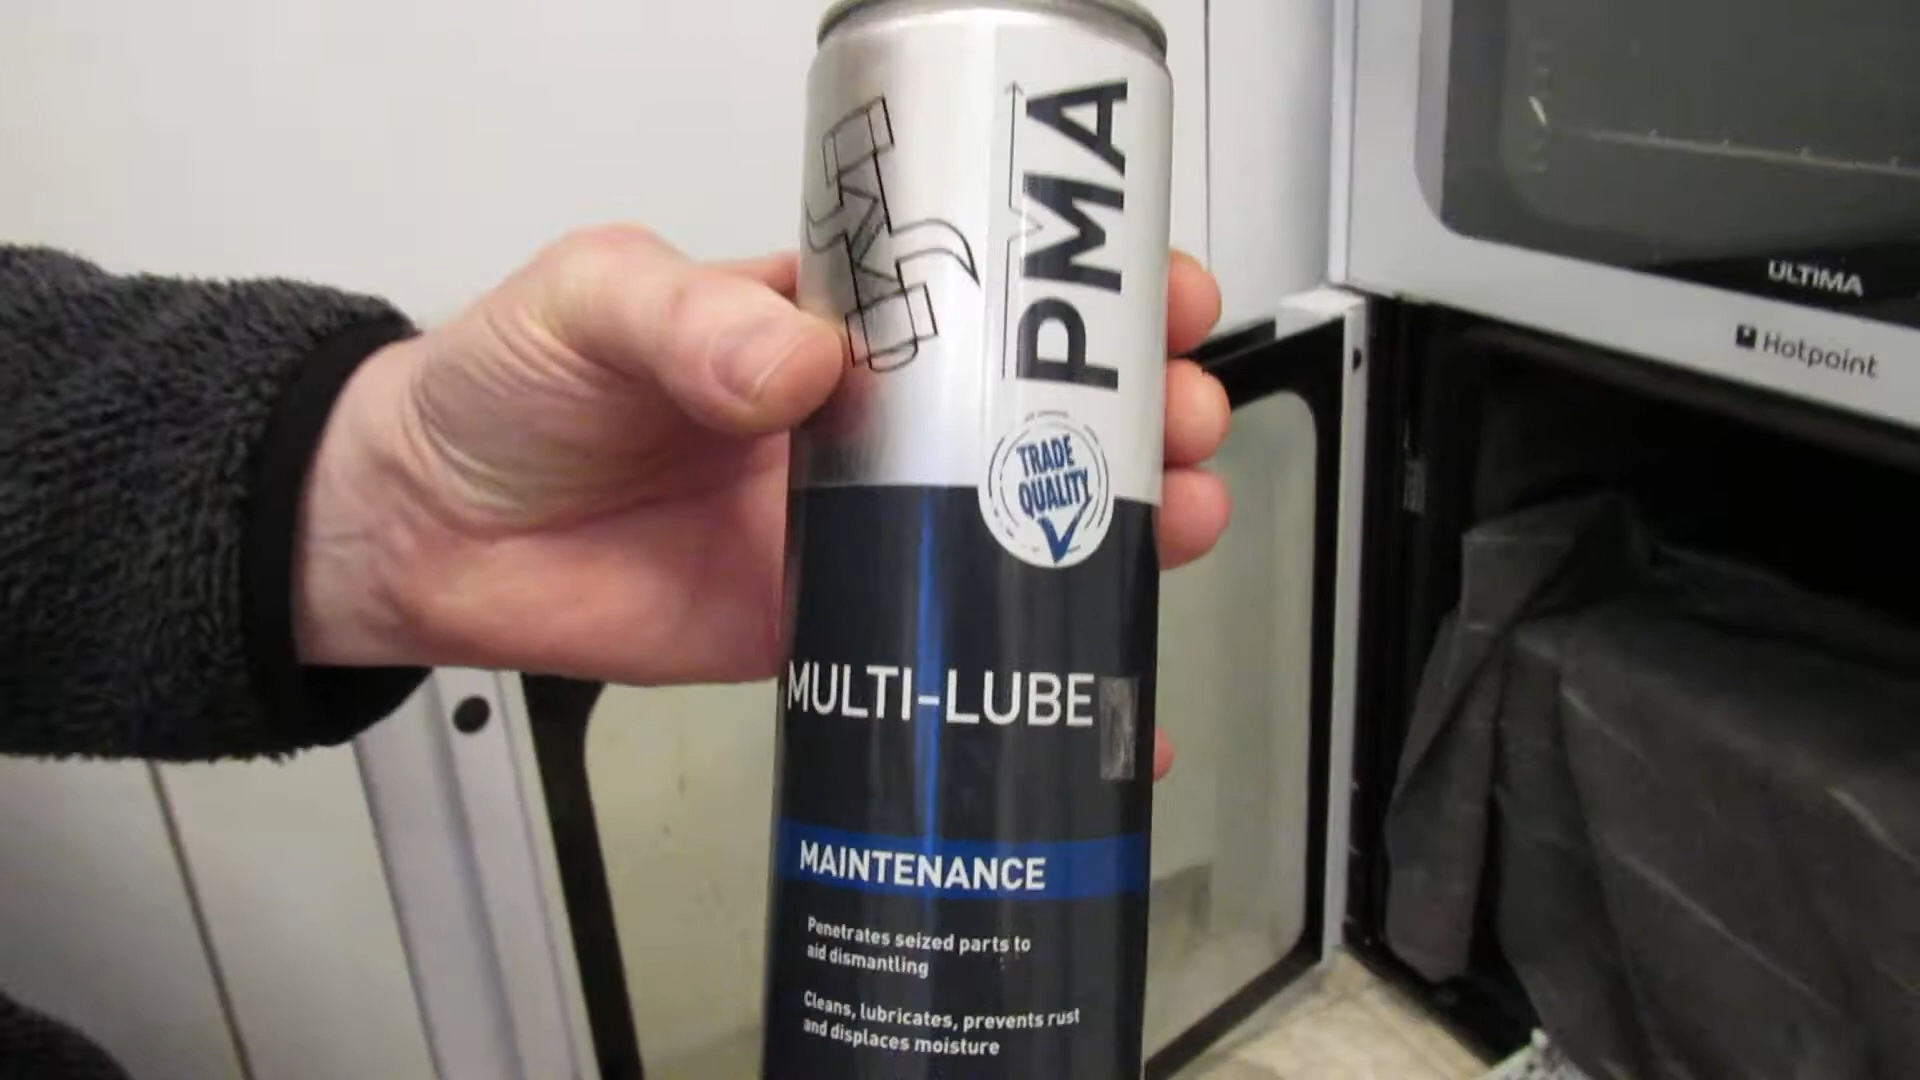 PMA
TRADE
QUALITY
MULTI-LUBE
MAINTENANCE
Penetrates seized parts to
aid dismantling
Cleans, lubricates, prevents rust
and displaces moisture
ULTIMA
Hotpoint